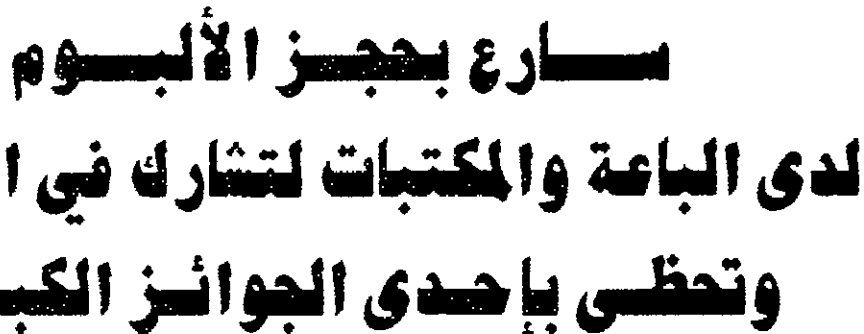 سارع بحجز الألبوم
لدى الباعة والمكتبات لتشارك في ا
وتحظى بإحدى الجوائز الكب